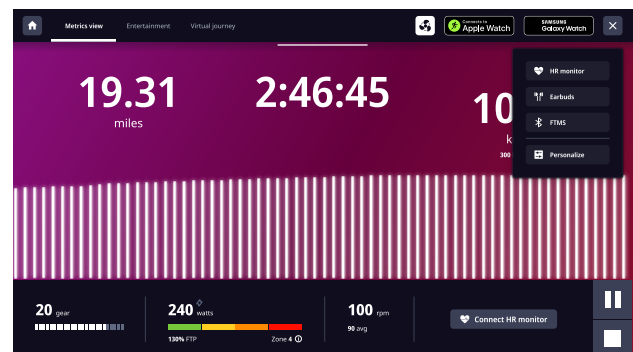 Metrics view
Entertainment
Virtual journey
Connects to
Apple Watch
SAMSUNG
Galaxy Watch
HR monitor
Earbuds
FTMS
Personalize
19.31
miles
2:46:45
10
k
300
20 gear
240 watts
130% FTP
Zone 4
100 rpm
90 avg
Connect HR monitor